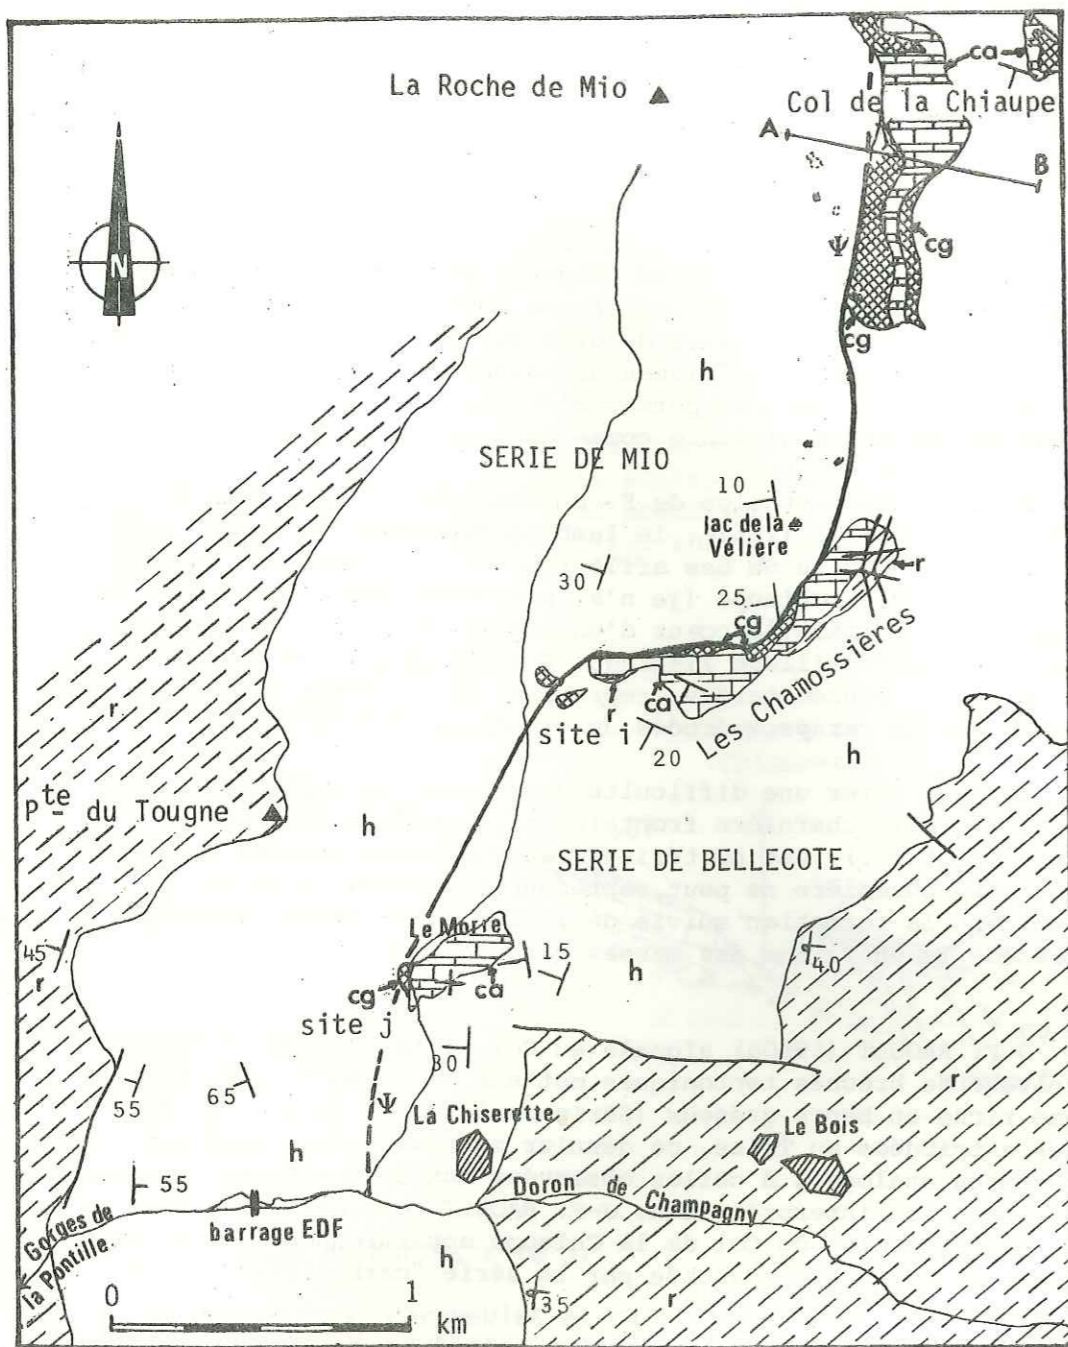 ca
La Roche de Mio
Col de la Chiaupe
A
B
N
Ψ
cg
cg
h
SERIE DE MIO
10
lac de la
Vélière
30
25
r
cg
r
ca
site i
20
Les Chamossières
h
r
Pte du Tougne
h
SERIE DE BELLECOTE
45
r
Le Morre
15
h
40
cg
ca
site j
30
r
55
65
Ψ
La Chiserette
Le Bois
h
55
Doron de Champagny
Gorges de
la Pontille
barrage EDF
h
35
r
0
1
km